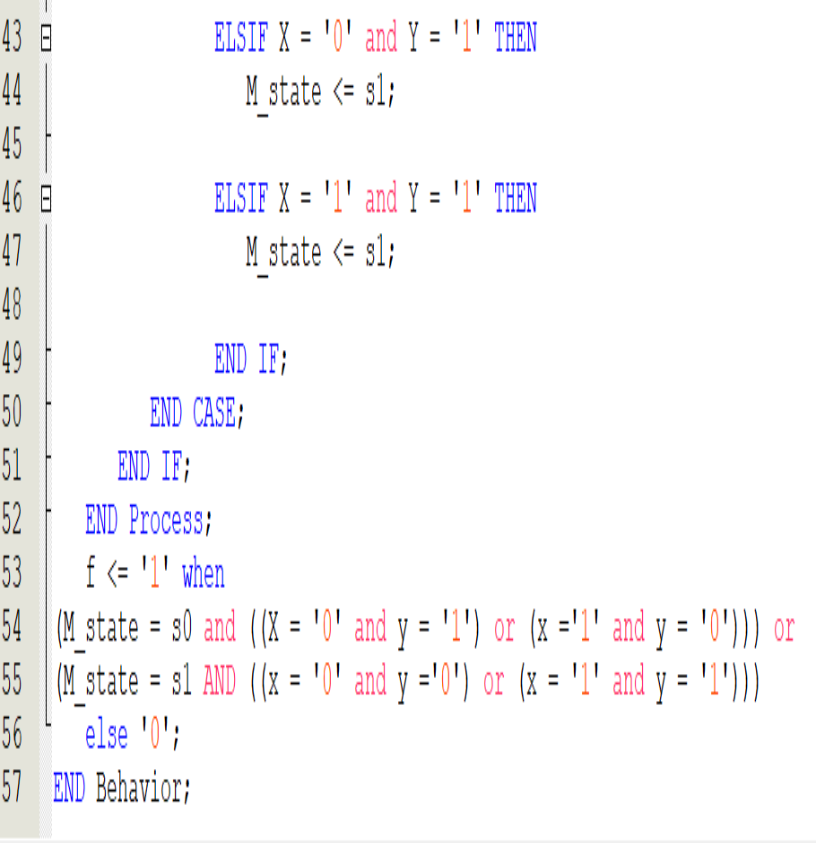 43 ELSIF X = '0' and Y = '1' THEN
44 M_state <= s1;
45
46 ELSIF X = '1' and Y = '1' THEN
47 M_state <= s1;
48
49 END IF;
50 END CASE;
51 END IF;
52 END Process;
53 f <= '1' when
54 (M_state = s0 and ((X = '0' and y = '1') or (x ='1' and y = '0'))) or
55 (M_state = s1 AND ((x = '0' and y ='0') or (x = '1' and y = '1')))
56 else '0';
57 END Behavior;